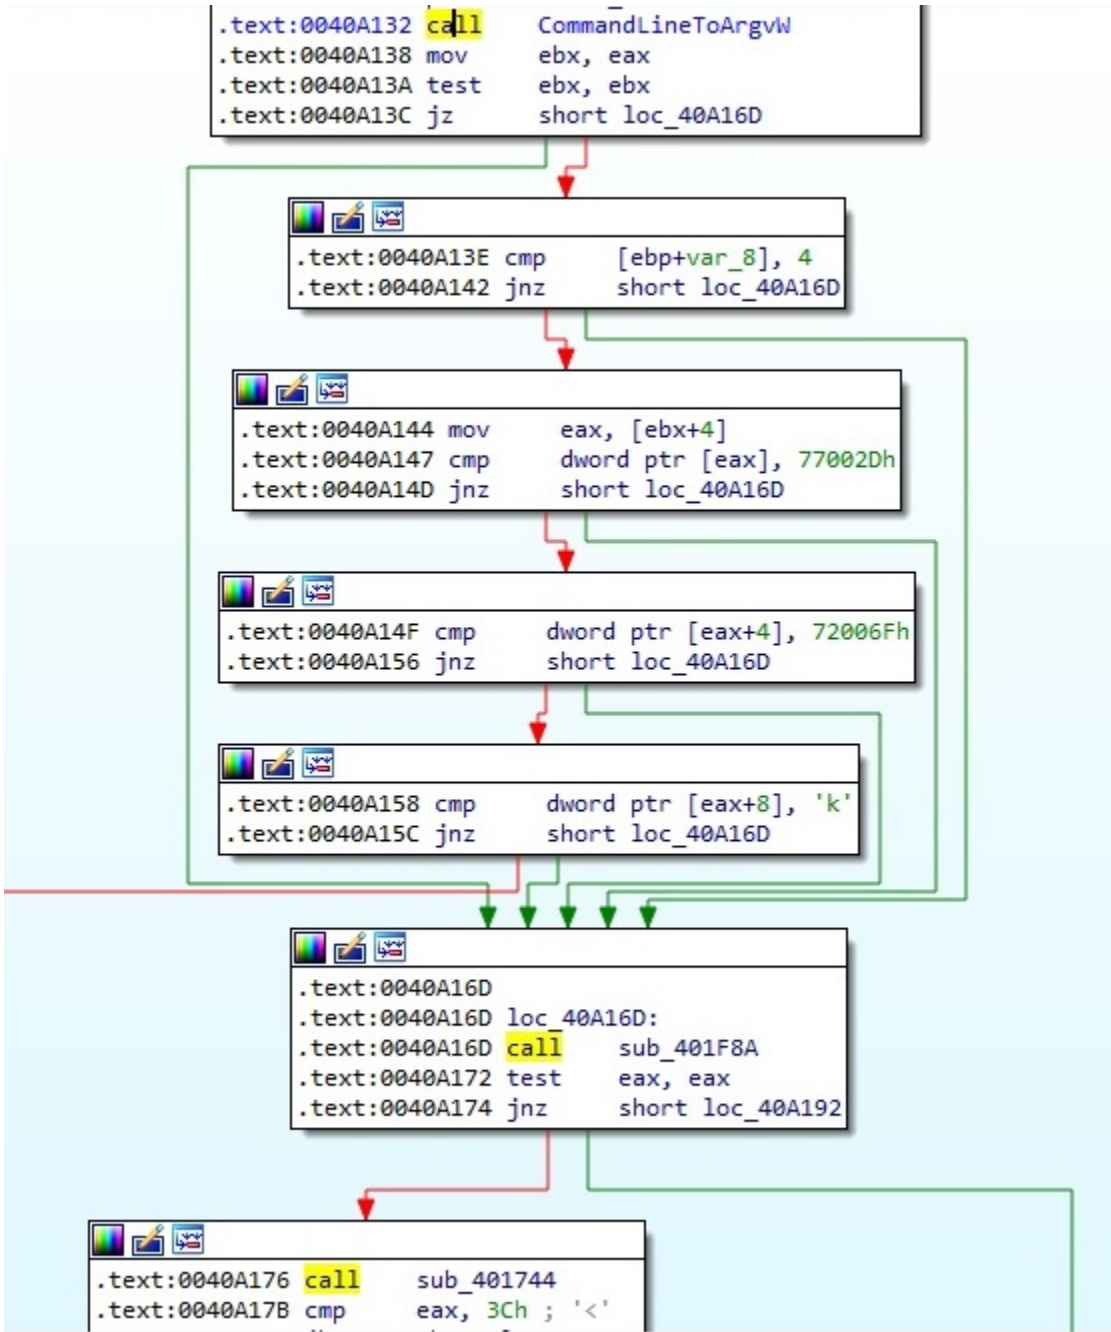 .text:0040A132 call CommandLineToArgvW
.text:0040A138 mov ebx, eax
.text:0040A13A test ebx, ebx
.text:0040A13C jz short loc_40A16D
.text:0040A13E cmp [ebp+var_8], 4
.text:0040A142 jnz short loc_40A16D
.text:0040A144 mov eax, [ebx+4]
.text:0040A147 cmp dword ptr [eax], 77002Dh
.text:0040A14D jnz short loc_40A16D
.text:0040A14F cmp dword ptr [eax+4], 72006Fh
.text:0040A156 jnz short loc_40A16D
.text:0040A158 cmp dword ptr [eax+8], 'k'
.text:0040A15C jnz short loc_40A16D
.text:0040A16D
.text:0040A16D loc_40A16D:
.text:0040A16D call sub_401F8A
.text:0040A172 test eax, eax
.text:0040A174 jnz short loc_40A192
.text:0040A176 call sub_401744
.text:0040A17B cmp eax, 3Ch ; '<'